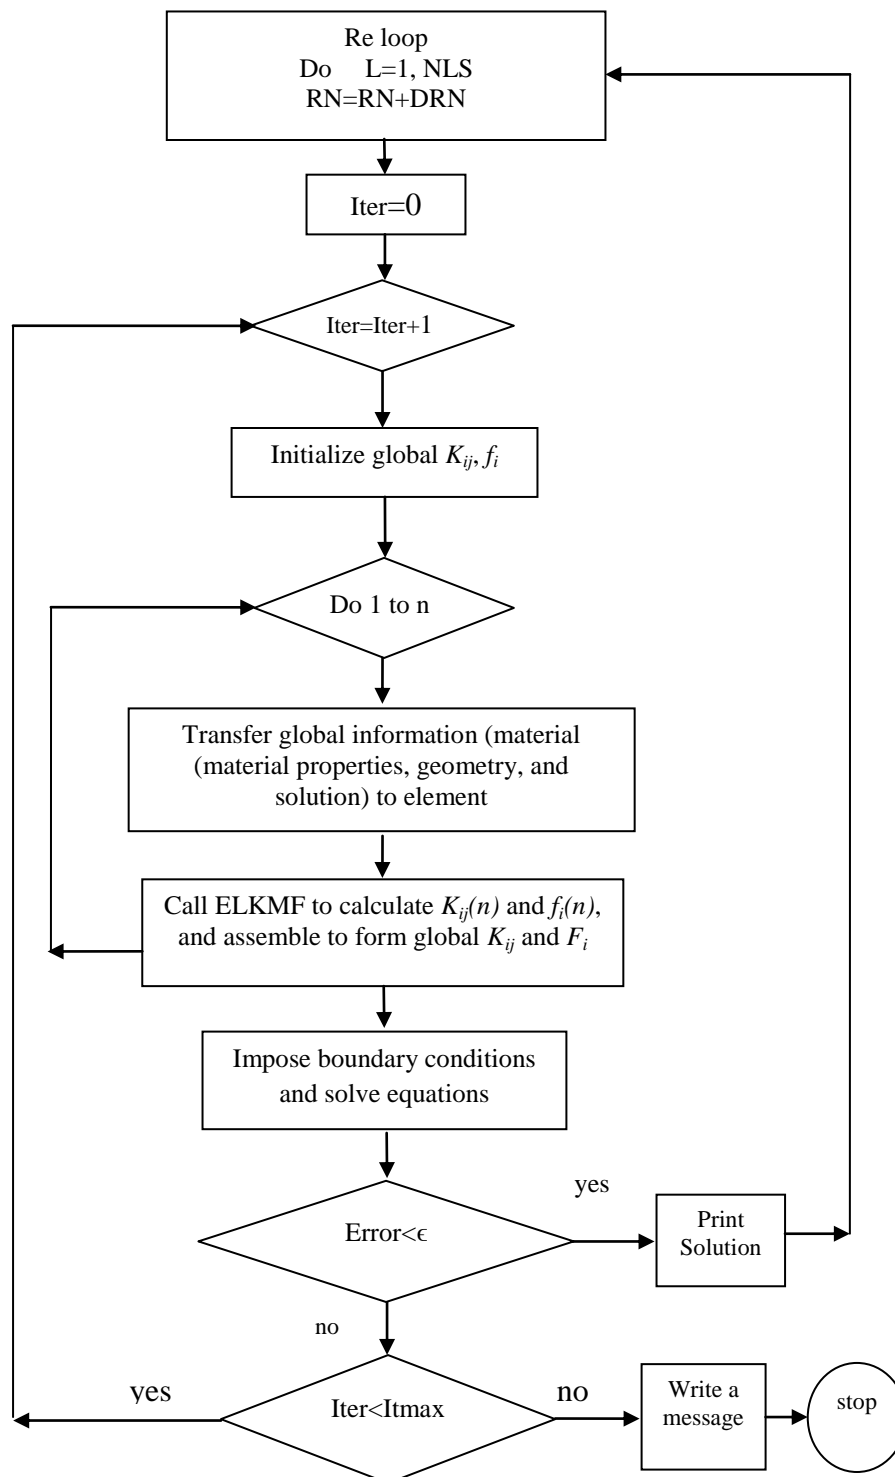 Re loop
Do L=1, NLS
RN=RN+DRN
Iter=0
Iter=Iter+1
Initialize global Kij, fi
Do 1 to n
Transfer global information (material
(material properties, geometry, and
solution) to element
Call ELKMF to calculate Kij(n) and fi(n),
and assemble to form global Kij and Fi
Impose boundary conditions
and solve equations
Error<ϵ
yes
Print
Solution
no
Iter<Itmax
yes
no
Write a
message
stop